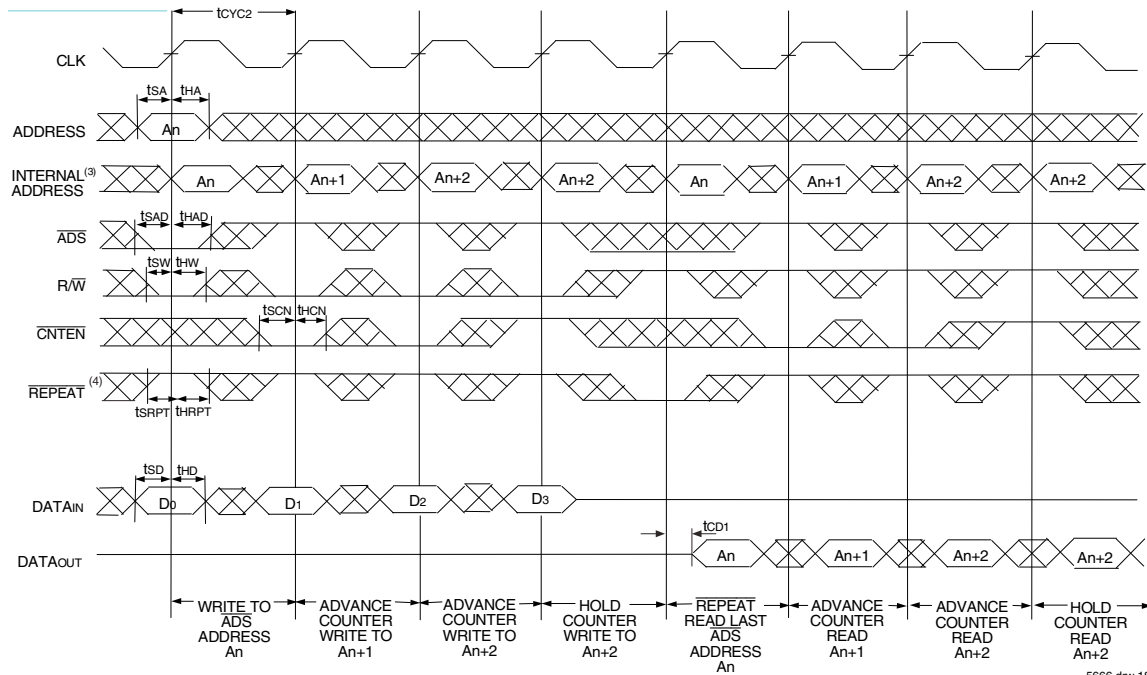 tCYC2
CLK
tSA tHA
ADDRESS An
INTERNAL(3) ADDRESS An An+1 An+2 An+2 An An+1 An+2 An+2
tSAD tHAD
ADS
tSW tHW
R/W
tSCN tHCN
CNTEN
REPEAT (4)
tSRPT tHRPT
tSD tHD
DATAIN D0 D1 D2 D3
tCD1
DATAOUT An An+1 An+2 An+2
WRITE TO
ADS
ADDRESS
An
ADVANCE
COUNTER
WRITE TO
An+1
ADVANCE
COUNTER
WRITE TO
An+2
HOLD
COUNTER
WRITE TO
An+2
REPEAT
READ LAST
ADS
ADDRESS
An
ADVANCE
COUNTER
READ
An+1
ADVANCE
COUNTER
READ
An+2
HOLD
COUNTER
READ
An+2